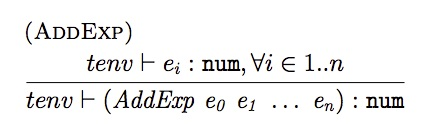 (ADDEXP)
tenv ⊢ e_i : num, ∀i ∈ 1..n
tenv ⊢ (AddExp e_0 e_1 … e_n) : num